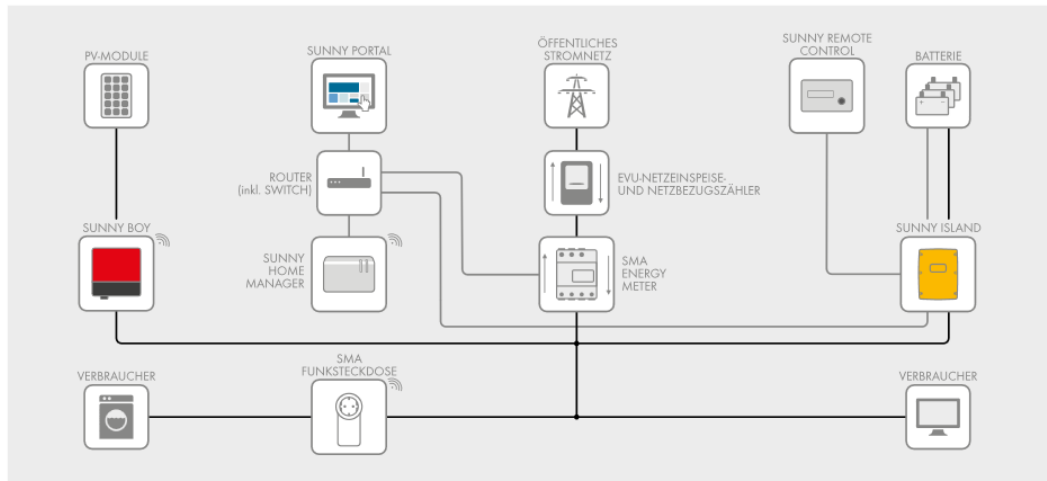 PV-MODULE
SUNNY PORTAL
ÖFFENTLICHES
STROMNETZ
SUNNY REMOTE
CONTROL
BATTERIE
ROUTER
(inkl. SWITCH)
EVU-NETZEINSPEISE-
UND NETZBEZUGSZÄHLER
SUNNY BOY
SUNNY
HOME
MANAGER
SMA
ENERGY
METER
SUNNY ISLAND
VERBRAUCHER
SMA
FUNKSTECKDOSE
VERBRAUCHER